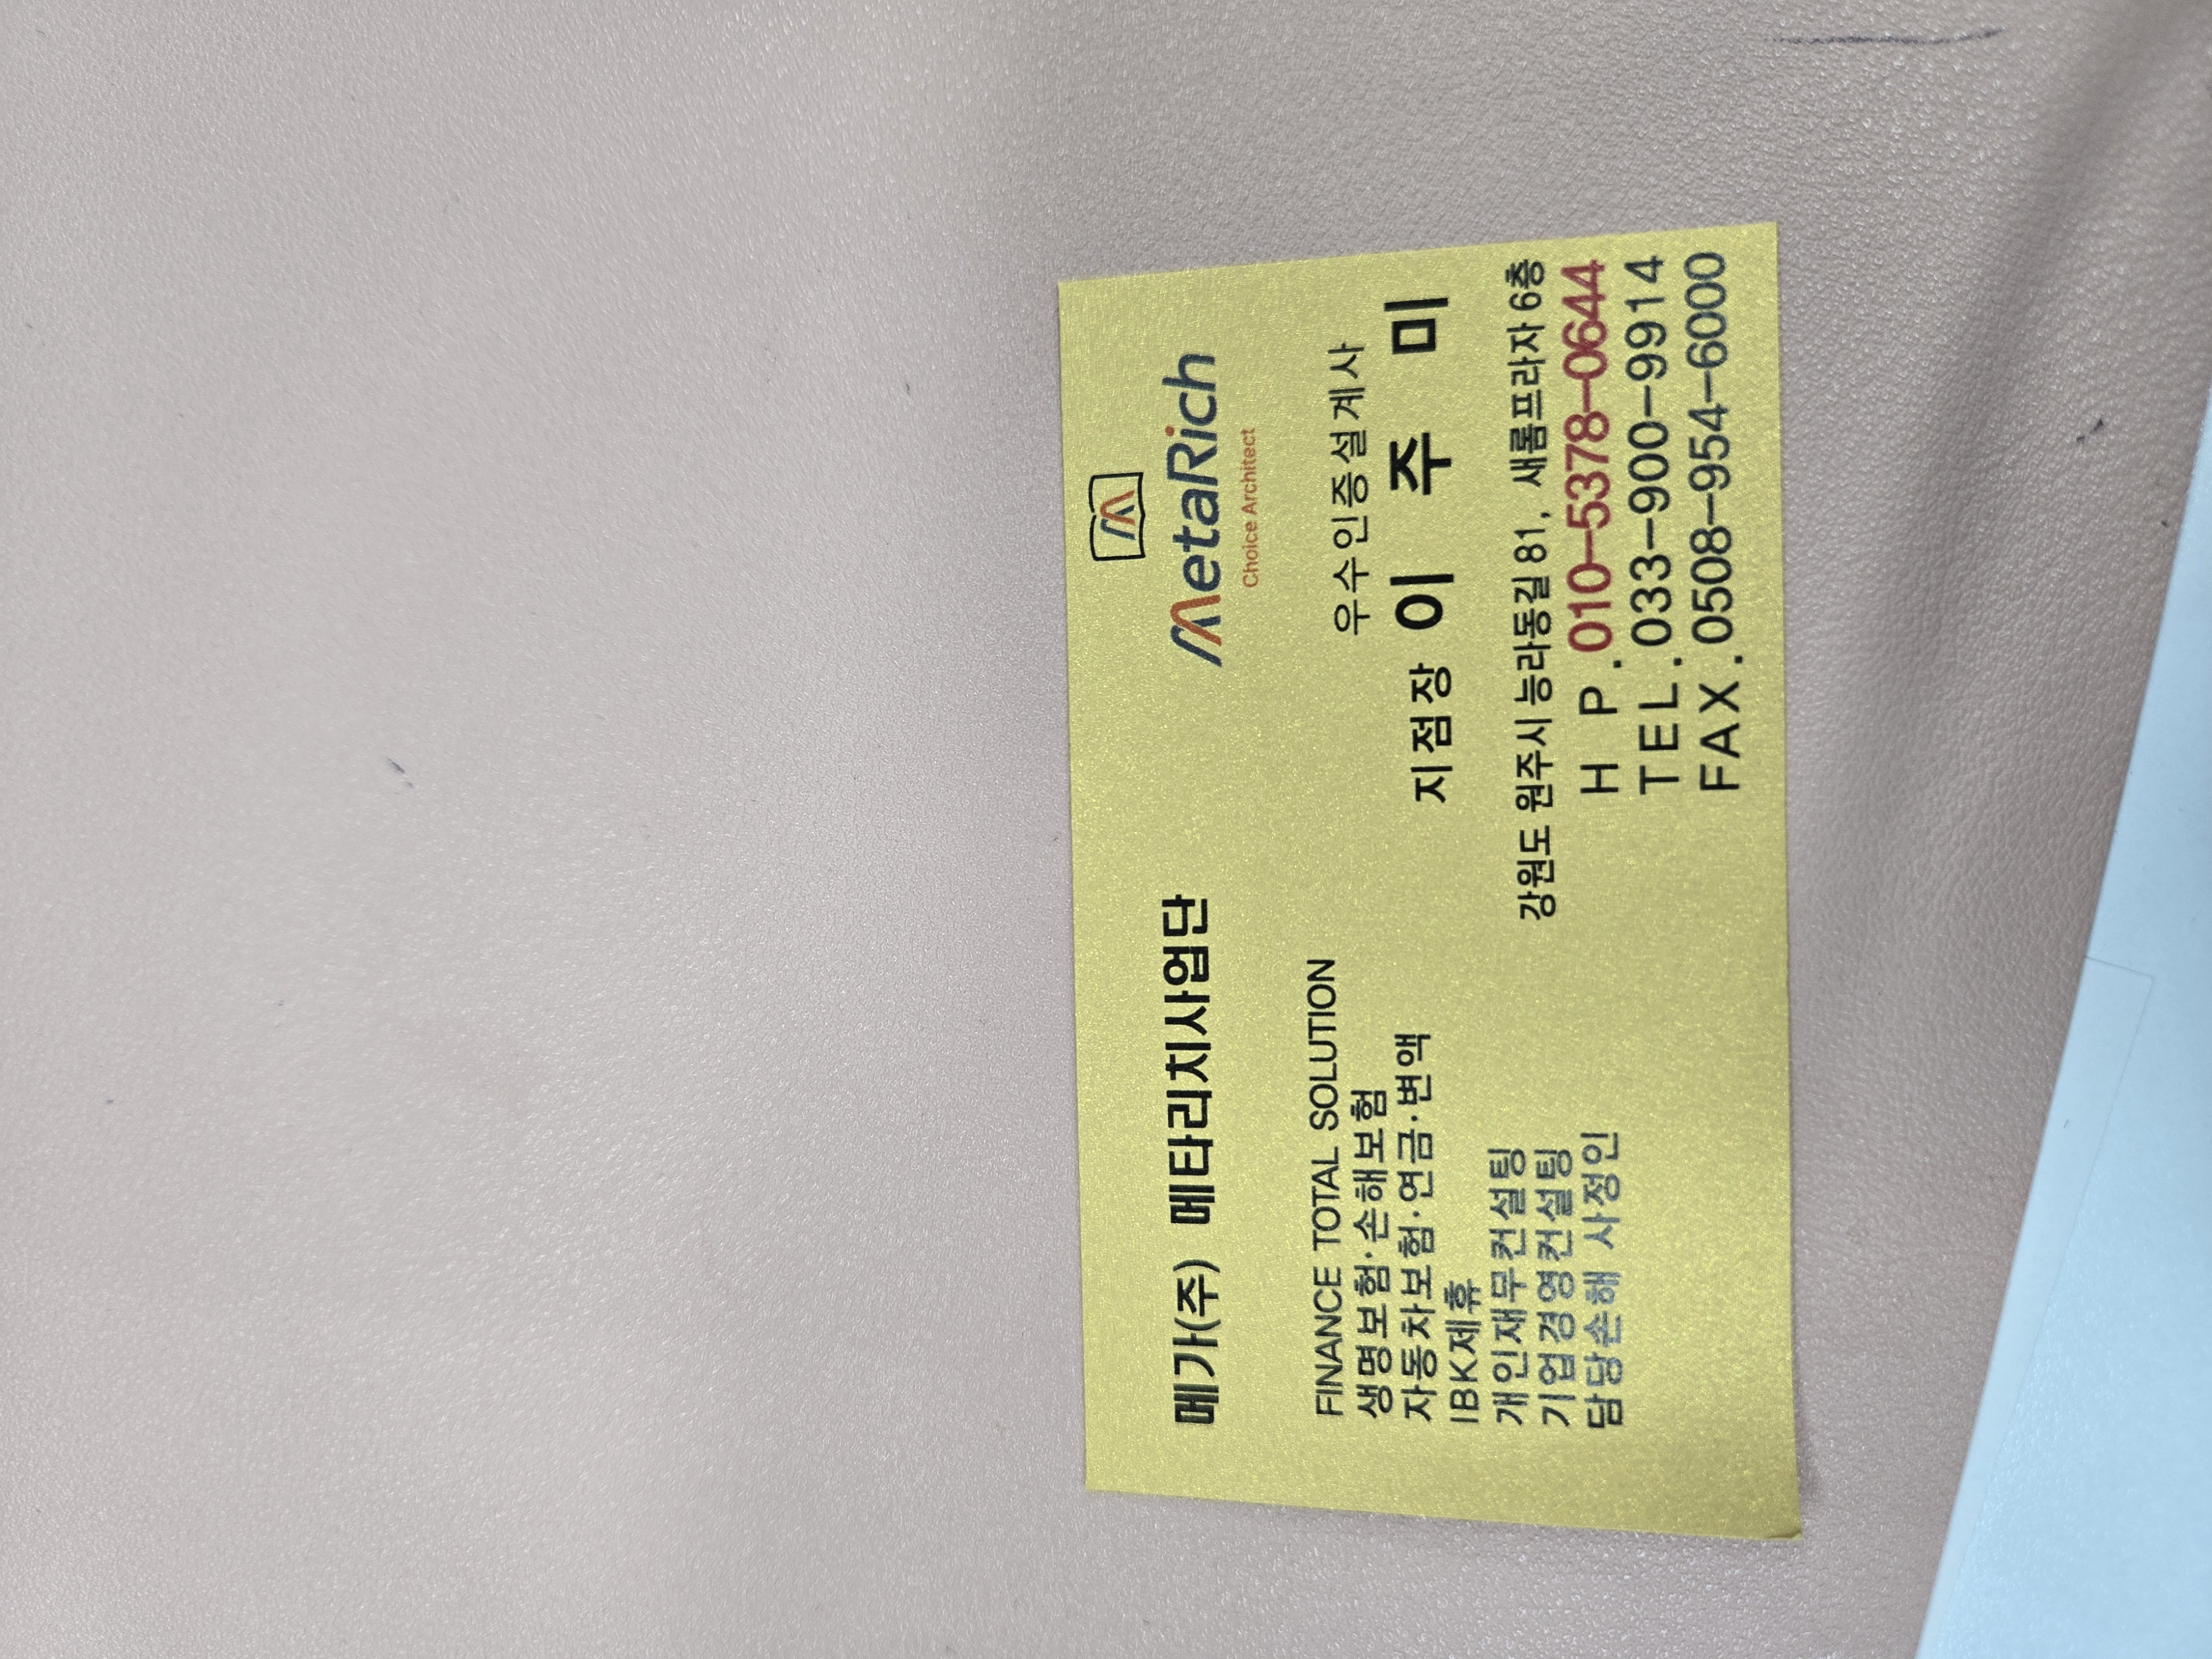 메가(주) 메타리치사업단
MetaRich
Choice Architect
FINANCE TOTAL SOLUTION
생명보험·손해보험
자동차보험·연금·변액
IBK제휴
개인재무컨설팅
기업경영컨설팅
담당손해 사정인
우수인증설계사
지점장 이 주 미
강원도 원주시 능라동길 81, 새롬프라자 6층
H P. 010-5378-0644
TEL. 033-900-9914
FAX. 0508-954-6000